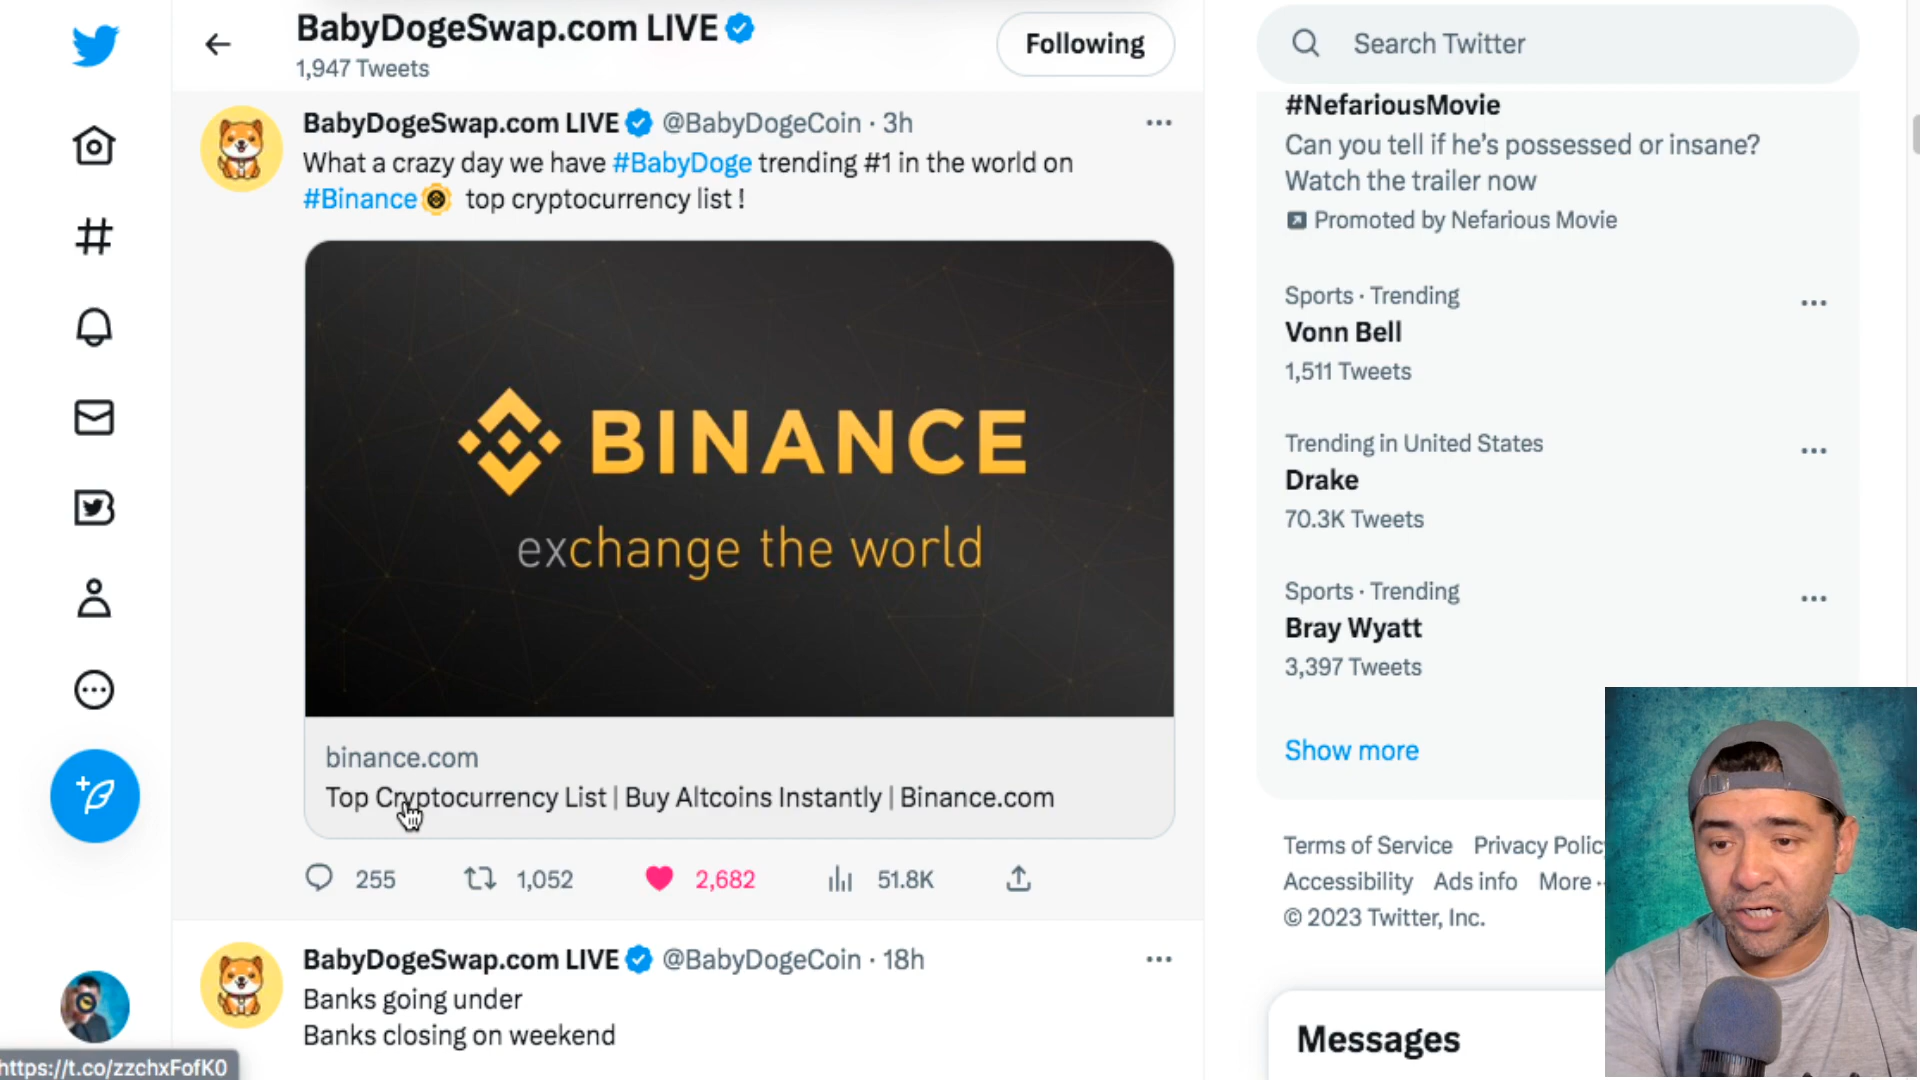 BabyDogeSwap.com LIVE
1,947 Tweets
Following
Search Twitter
BabyDogeSwap.com LIVE @BabyDogeCoin · 3h
What a crazy day we have #BabyDoge trending #1 in the world on
#Binance top cryptocurrency list !
BINANCE
exchange the world
binance.com
Top Cryptocurrency List | Buy Altcoins Instantly | Binance.com
255 1,052 2,682 51.8K
BabyDogeSwap.com LIVE @BabyDogeCoin · 18h
Banks going under
Banks closing on weekend
https://t.co/zzchxFofK0
#NefariousMovie
Can you tell if he's possessed or insane?
Watch the trailer now
Promoted by Nefarious Movie
Sports · Trending
Vonn Bell
1,511 Tweets
Trending in United States
Drake
70.3K Tweets
Sports · Trending
Bray Wyatt
3,397 Tweets
Show more
Terms of Service Privacy Policy
Accessibility Ads info More
© 2023 Twitter, Inc.
Messages